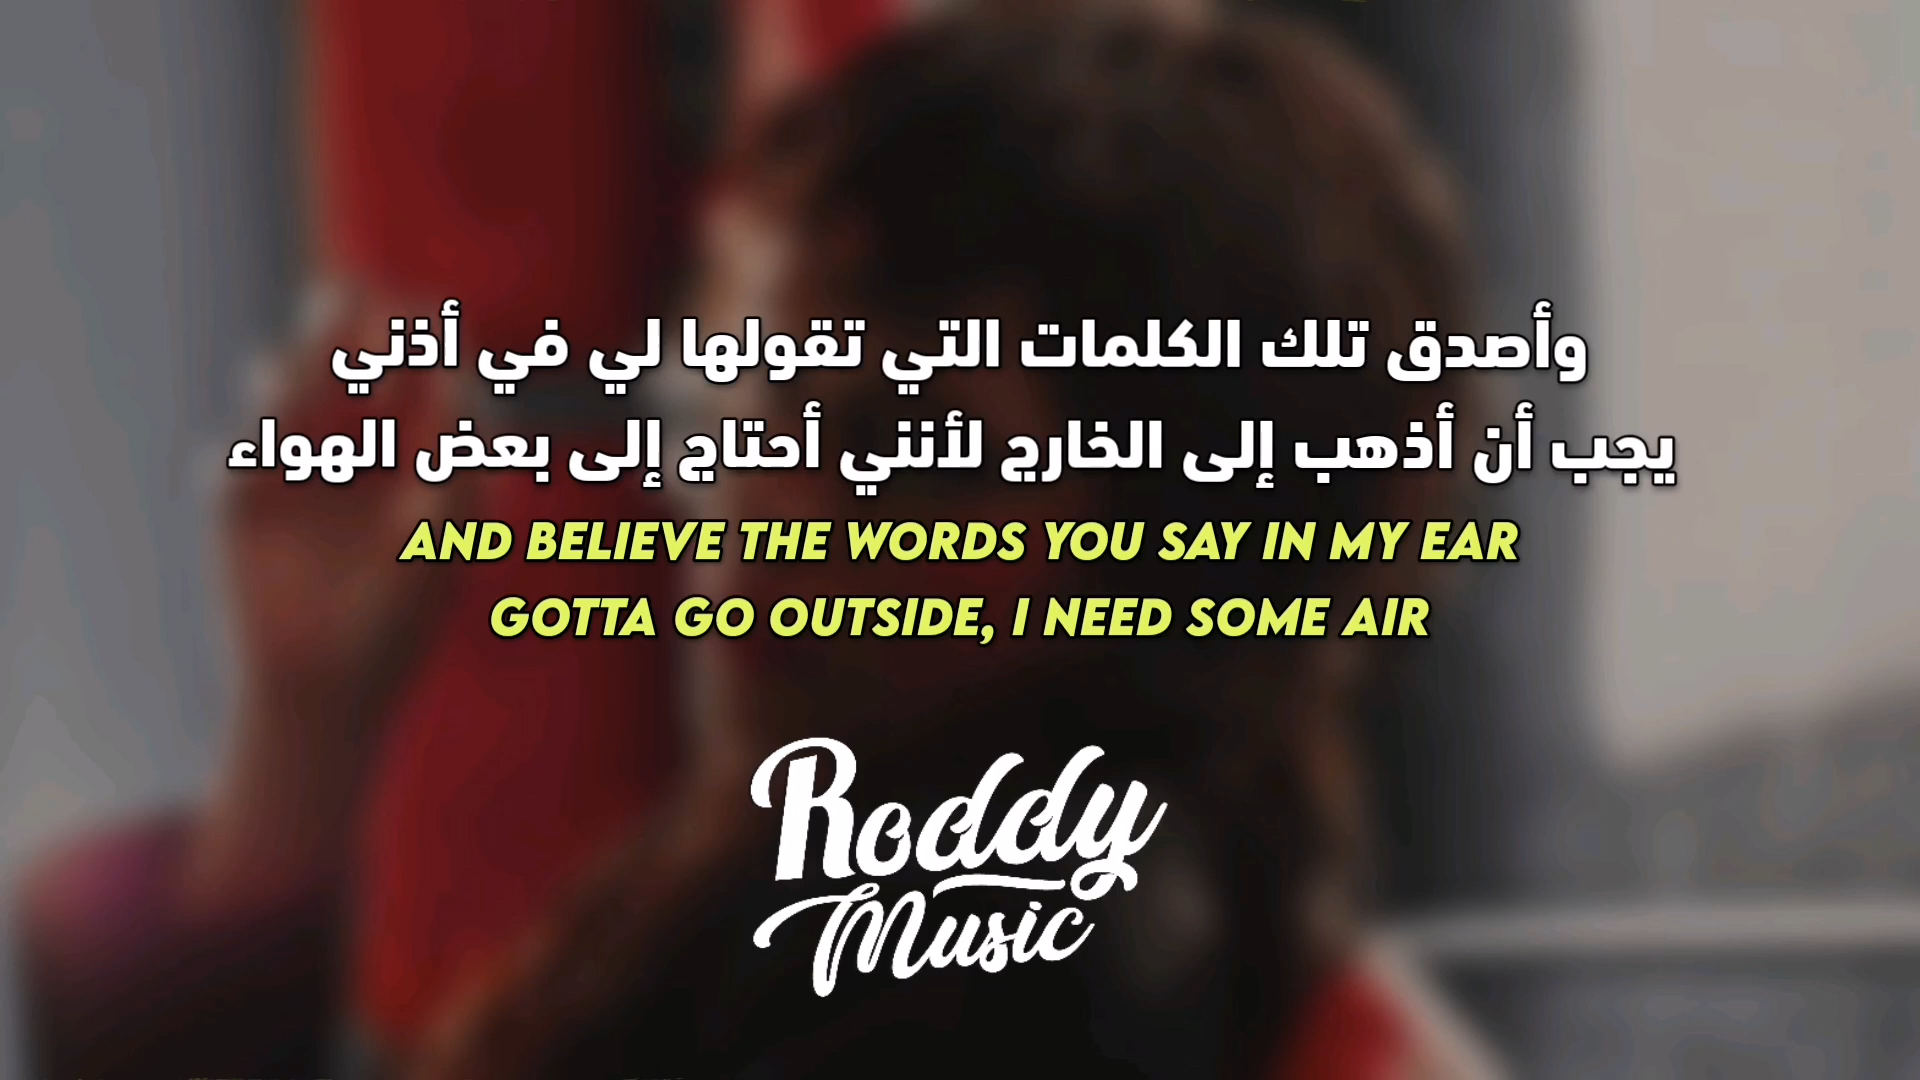 وأصدق تلك الكلمات التي تقولها لي في أذني
يجب أن أذهب إلى الخارج لأنني أحتاج إلى بعض الهواء
AND BELIEVE THE WORDS YOU SAY IN MY EAR
GOTTA GO OUTSIDE, I NEED SOME AIR
Roddy
Music